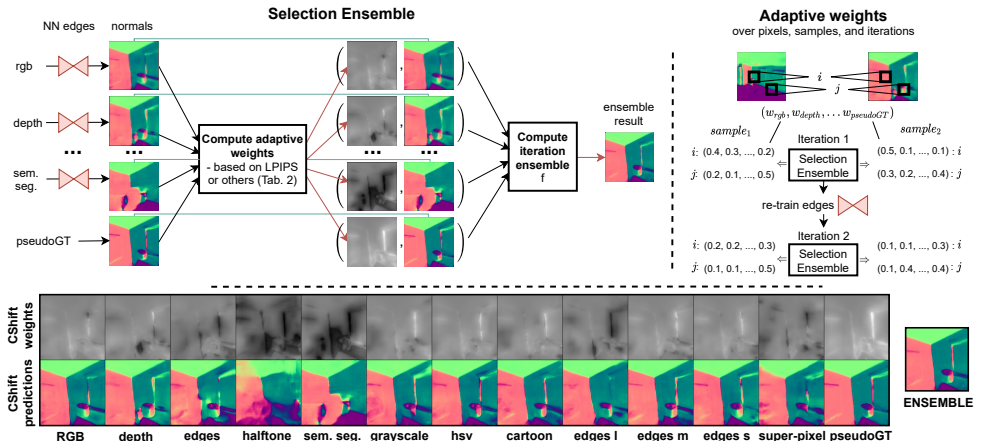 Selection Ensemble
NN edges normals
rgb
depth
...
sem.
seg.
pseudoGT
Compute adaptive
weights
- based on LPIPS
or others (Tab. 2)
( , )
( , )
... ...
( , )
( , )
Compute
iteration
ensemble
f
ensemble
result
Adaptive weights
over pixels, samples, and iterations
i
j
(w_rgb, w_depth, ... w_pseudoGT)
sample_1 sample_2
Iteration 1
i: (0.4, 0.3, ..., 0.2) ⇐ Selection Ensemble ⇒ (0.5, 0.1, ..., 0.1) : i
j: (0.2, 0.1, ..., 0.5) (0.3, 0.2, ..., 0.4) : j
re-train edges
Iteration 2
i: (0.2, 0.2, ..., 0.3) ⇐ Selection Ensemble ⇒ (0.1, 0.1, ..., 0.3) : i
j: (0.1, 0.1, ..., 0.5) (0.1, 0.4, ..., 0.4) : j
CShift
weights
CShift
predictions
RGB depth edges halftone sem. seg. grayscale hsv cartoon edges l edges m edges s super-pixel pseudoGT
ENSEMBLE